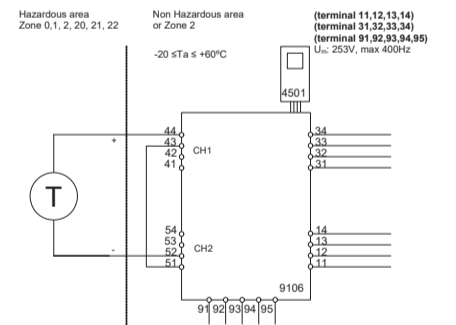 Hazardous area
Zone 0,1, 2, 20, 21, 22
Non Hazardous area
or Zone 2
-20 ≤Ta ≤ +60ºC
(terminal 11,12,13,14)
(terminal 31,32,33,34)
(terminal 91,92,93,94,95)
Uₘ: 253V, max 400Hz
4501
44
43
42
41
CH1
34
33
32
31
+
T
-
54
53
52
51
CH2
14
13
12
11
9106
91 92 93 94 95